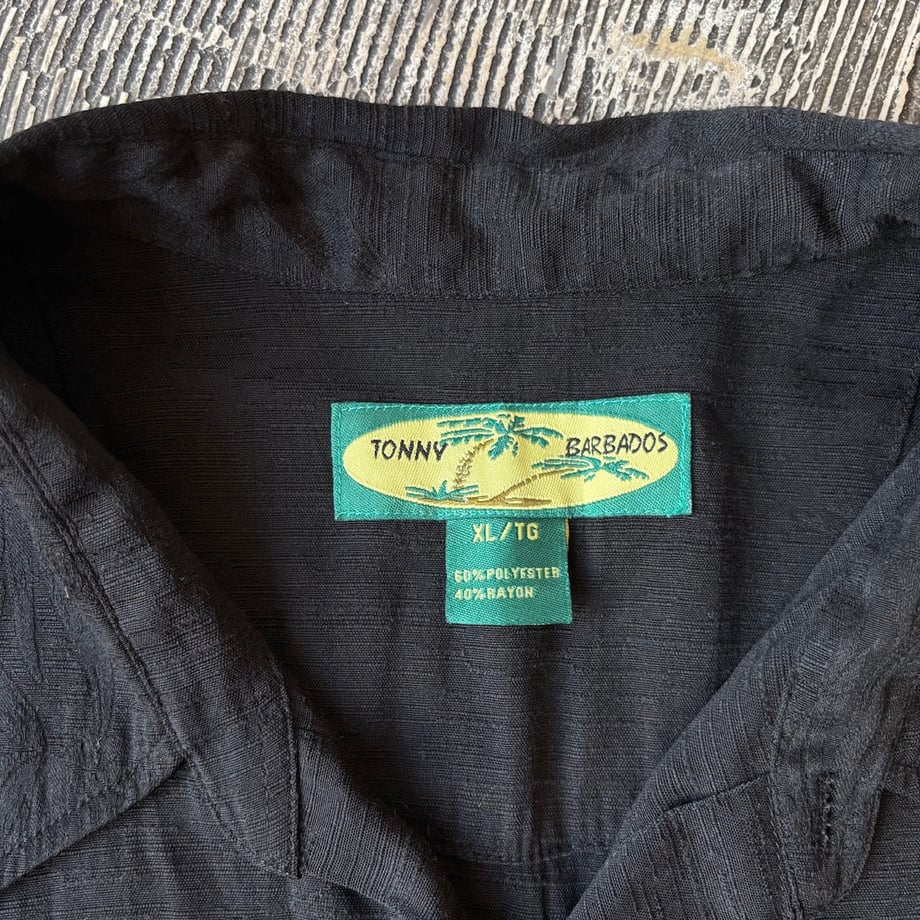 TONNY BARBADOS
XL/TG
60%POLYESTER
40%RAYON